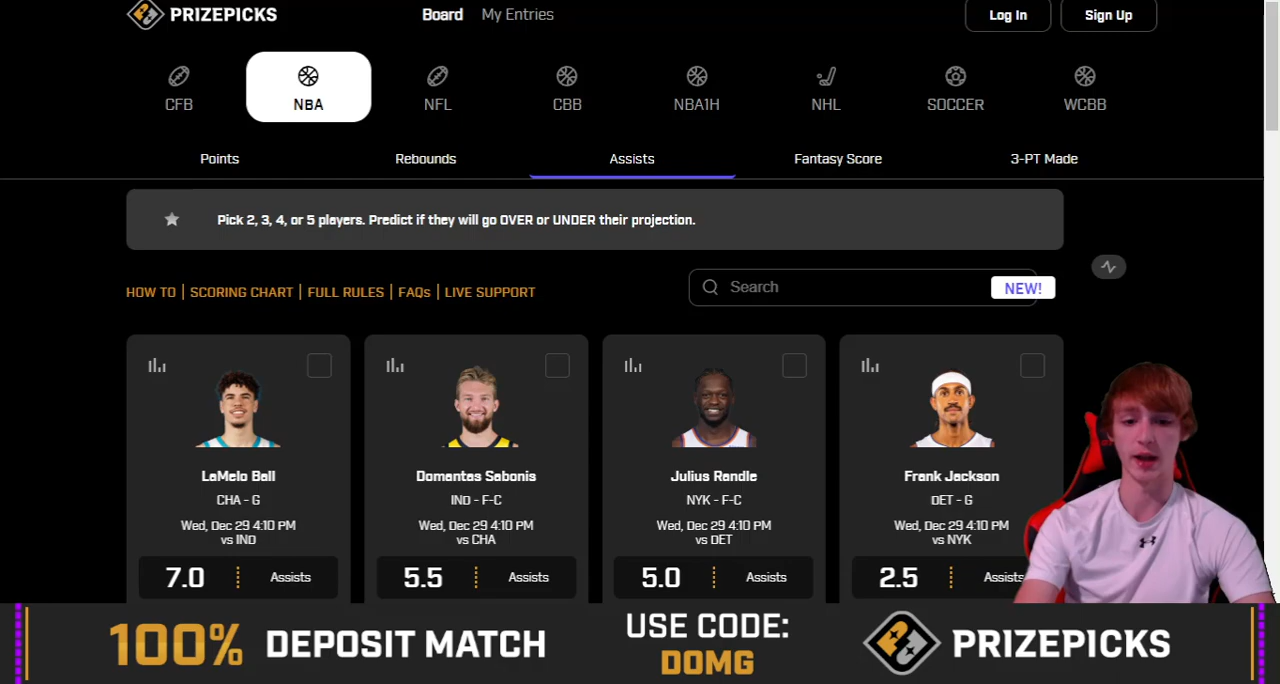 PRIZEPICKS
Board My Entries
Log In Sign Up
CFB NBA NFL CBB NBA1H NHL SOCCER WCBB
Points Rebounds Assists Fantasy Score 3-PT Made
Pick 2, 3, 4, or 5 players. Predict if they will go OVER or UNDER their projection.
HOW TO | SCORING CHART | FULL RULES | FAQs | LIVE SUPPORT
Search NEW!
LaMelo Ball
CHA - G
Wed, Dec 29 4:10 PM
vs IND
7.0 Assists
Domantas Sabonis
IND - F-C
Wed, Dec 29 4:10 PM
vs CHA
5.5 Assists
Julius Randle
NYK - F-C
Wed, Dec 29 4:10 PM
vs DET
5.0 Assists
Frank Jackson
DET - G
Wed, Dec 29 4:10 PM
vs NYK
2.5 Assists
100% DEPOSIT MATCH
USE CODE:
DOMG
PRIZEPICKS